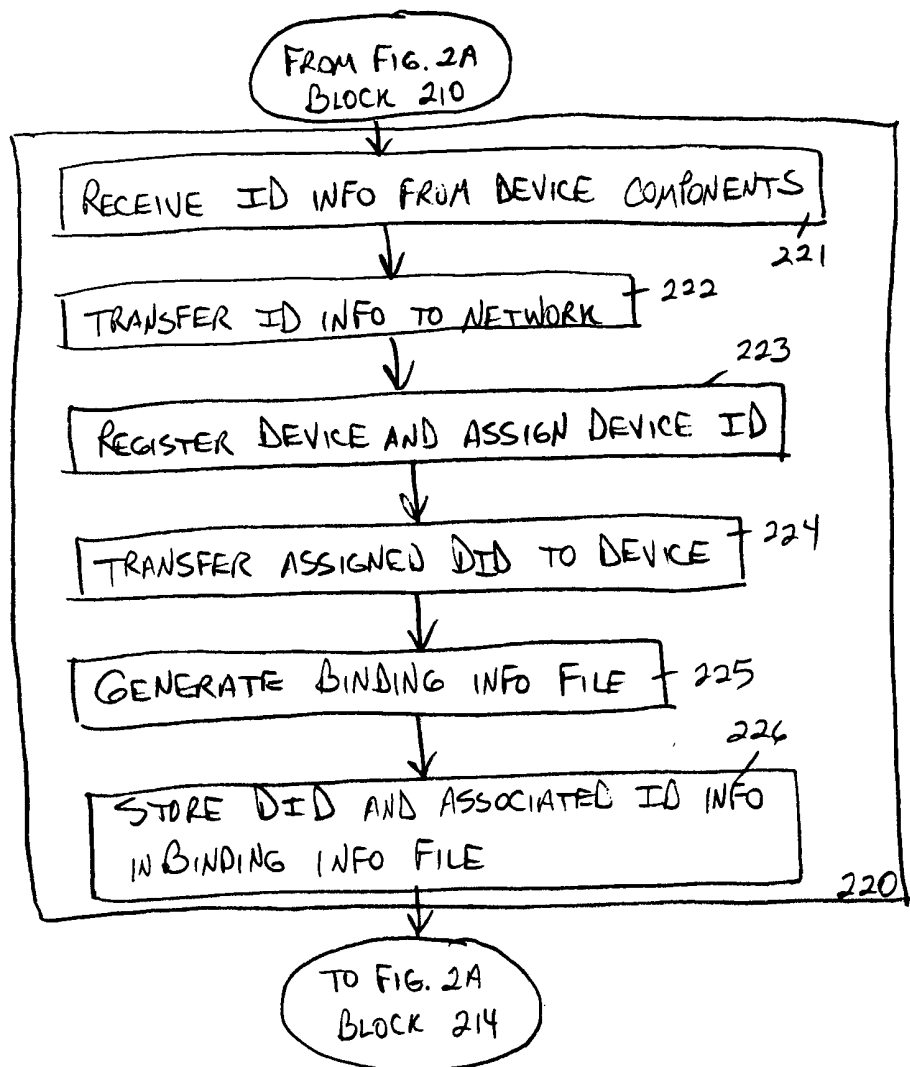 FROM FIG. 2A
BLOCK 210
RECEIVE ID INFO FROM DEVICE COMPONENTS
221
TRANSFER ID INFO TO NETWORK
222
223
REGISTER DEVICE AND ASSIGN DEVICE ID
TRANSFER ASSIGNED DID TO DEVICE
224
GENERATE BINDING INFO FILE
225
226
STORE DID AND ASSOCIATED ID INFO
IN BINDING INFO FILE
220
TO FIG. 2A
BLOCK 214